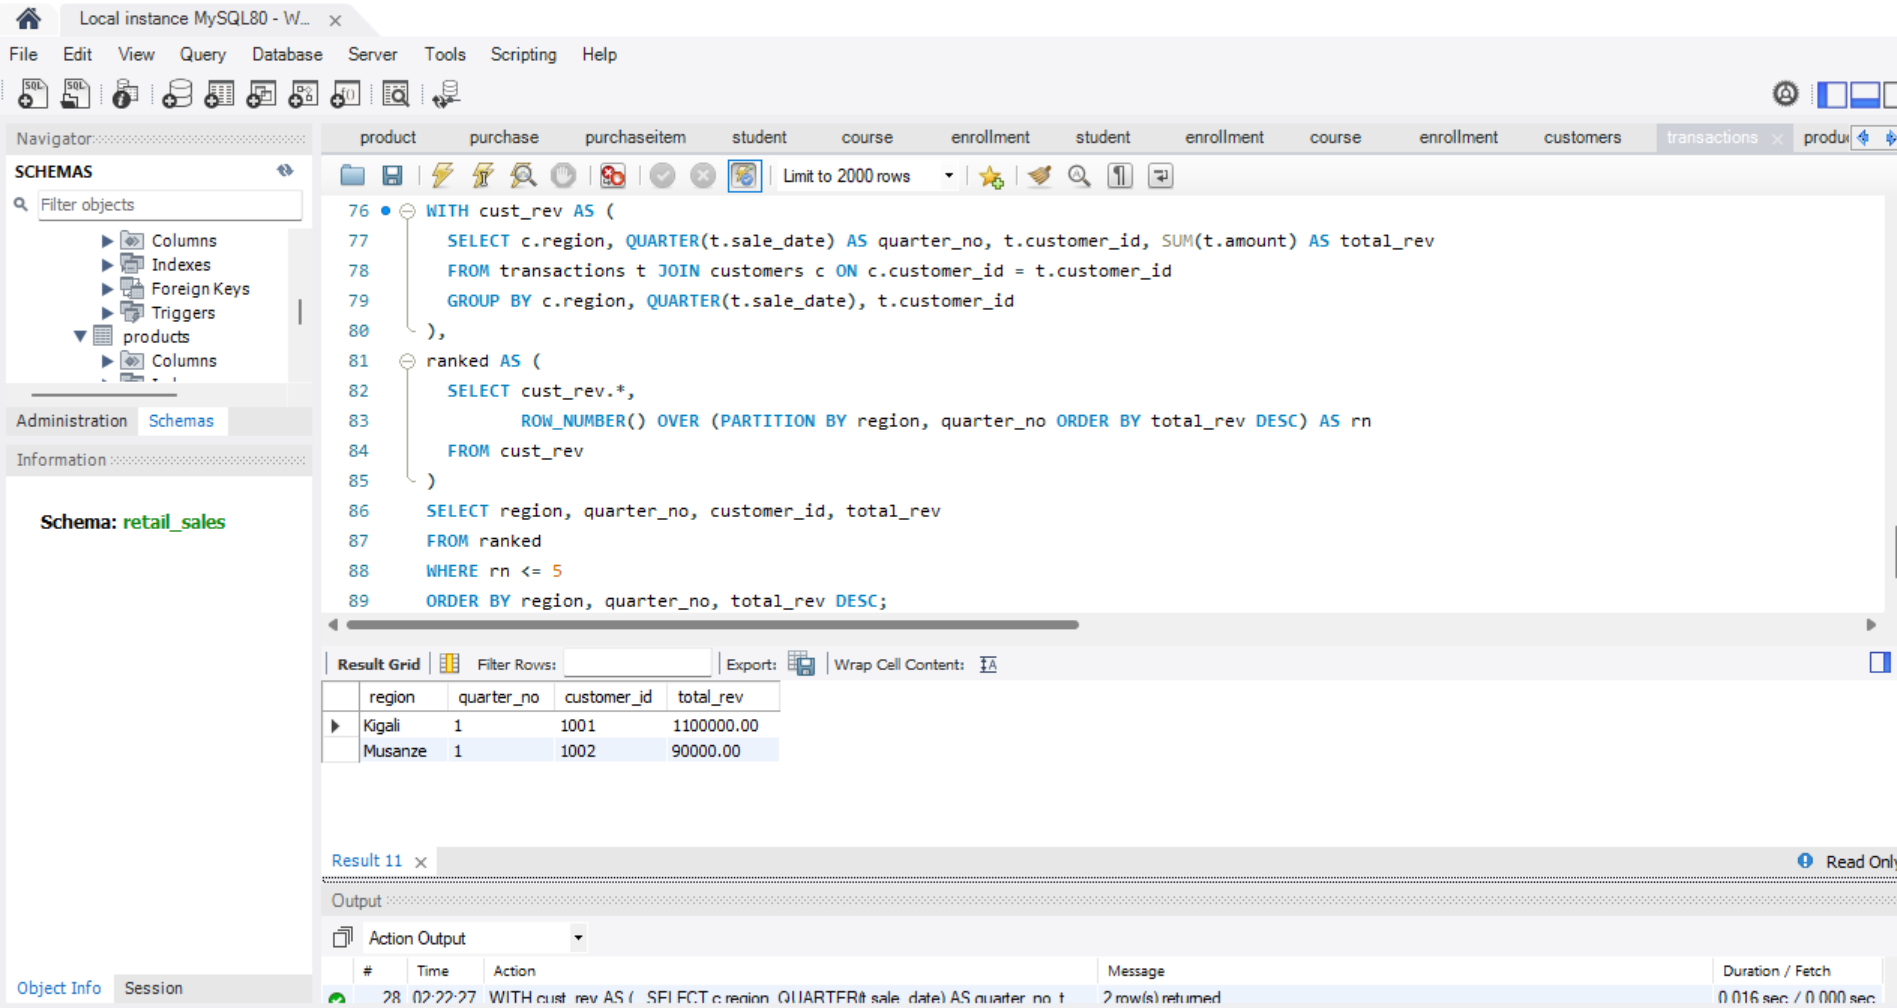 Local instance MySQL80 - W...
File Edit View Query Database Server Tools Scripting Help
Navigator
SCHEMAS
Filter objects
Columns
Indexes
Foreign Keys
Triggers
products
Columns
Administration Schemas
Information
Schema: retail_sales
Object Info Session
product purchase purchaseitem student course enrollment student enrollment course enrollment customers transactions produ
Limit to 2000 rows
76 WITH cust_rev AS (
77 SELECT c.region, QUARTER(t.sale_date) AS quarter_no, t.customer_id, SUM(t.amount) AS total_rev
78 FROM transactions t JOIN customers c ON c.customer_id = t.customer_id
79 GROUP BY c.region, QUARTER(t.sale_date), t.customer_id
80 ),
81 ranked AS (
82 SELECT cust_rev.*,
83 ROW_NUMBER() OVER (PARTITION BY region, quarter_no ORDER BY total_rev DESC) AS rn
84 FROM cust_rev
85 )
86 SELECT region, quarter_no, customer_id, total_rev
87 FROM ranked
88 WHERE rn <= 5
89 ORDER BY region, quarter_no, total_rev DESC;
Result Grid Filter Rows: Export: Wrap Cell Content:
region quarter_no customer_id total_rev
Kigali 1 1001 1100000.00
Musanze 1 1002 90000.00
Result 11 Read Only
Output
Action Output
# Time Action Message Duration / Fetch
28 02:22:27 WITH cust_rev AS ( SELECT c.region, QUARTER(t.sale_date) AS quarter_no, t 2 row(s) returned 0.016 sec / 0.000 sec